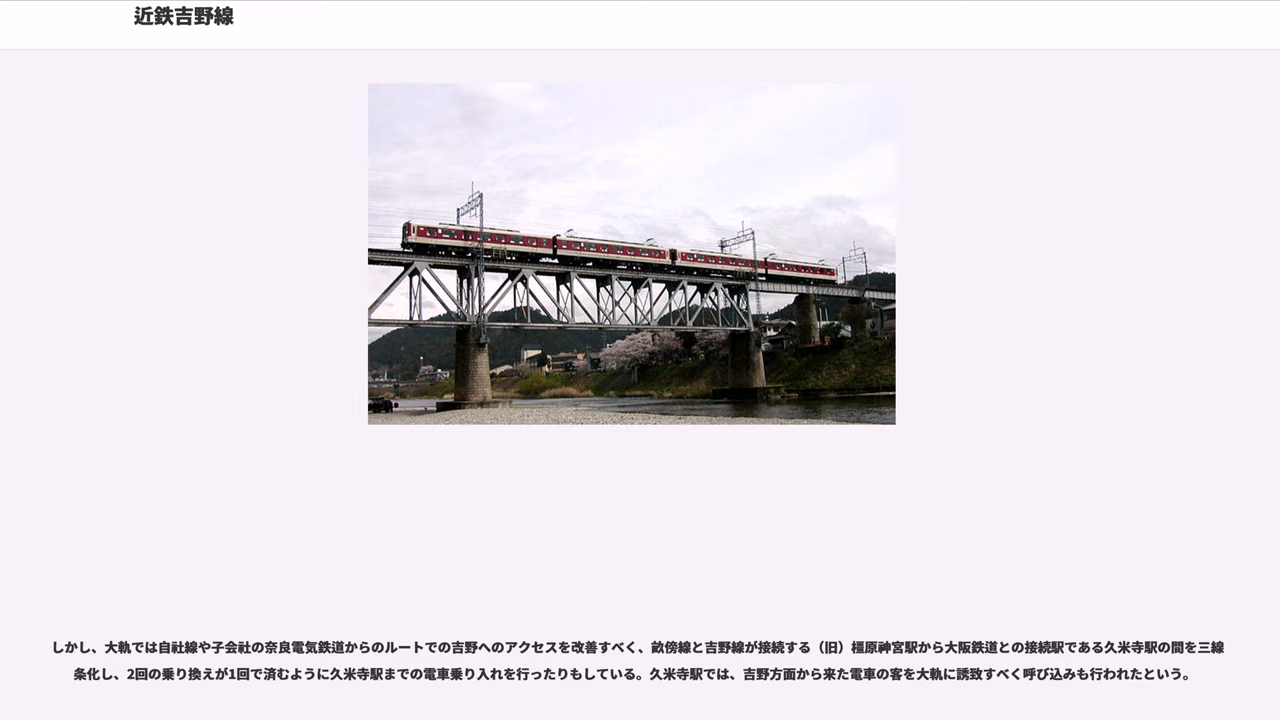 近鉄吉野線
しかし、大軌では自社線や子会社の奈良電気鉄道からのルートでの吉野へのアクセスを改善すべく、畝傍線と吉野線が接続する（旧）橿原神宮駅から大阪鉄道との接続駅である久米寺駅の間を三線
条化し、2回の乗り換えが1回で済むように久米寺駅までの電車乗り入れを行ったりもしている。久米寺駅では、吉野方面から来た電車の客を大軌に誘致すべく呼び込みも行われたという。